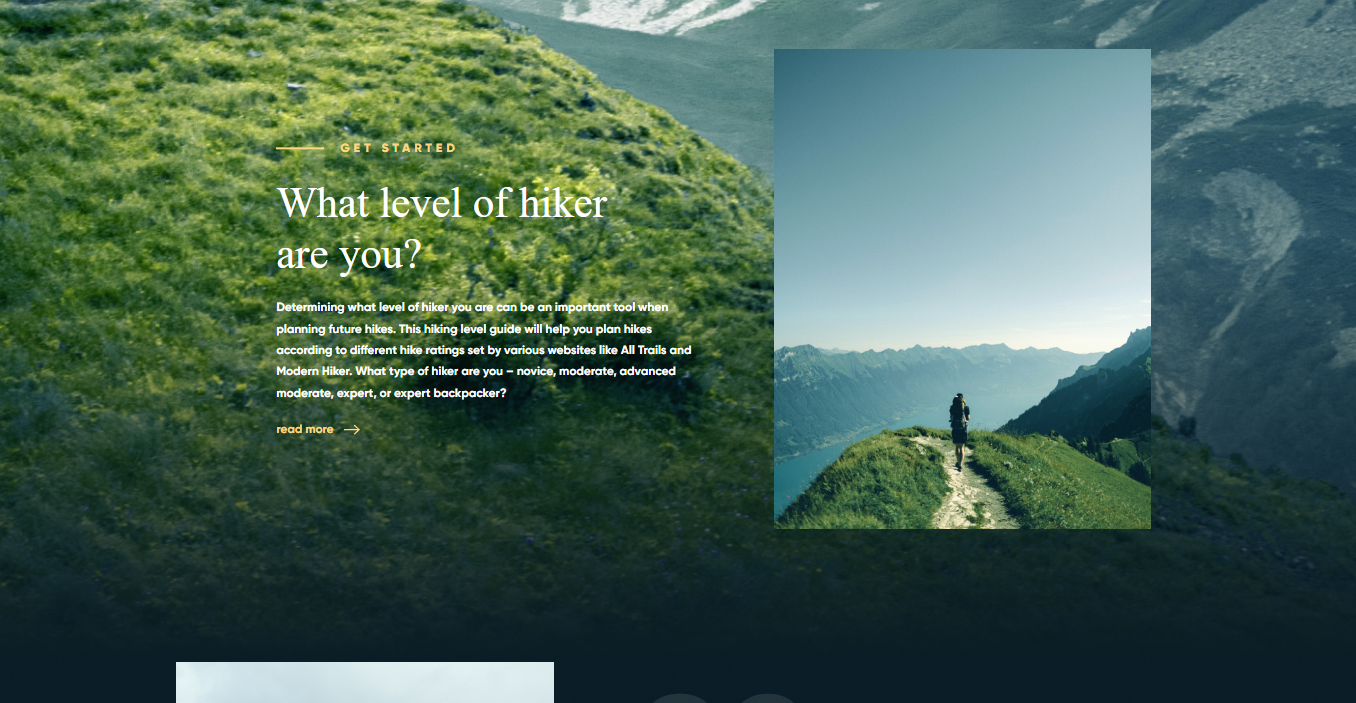 GET STARTED
What level of hiker
are you?
Determining what level of hiker you are can be an important tool when
planning future hikes. This hiking level guide will help you plan hikes
according to different hike ratings set by various websites like All Trails and
Modern Hiker. What type of hiker are you – novice, moderate, advanced
moderate, expert, or expert backpacker?
read more